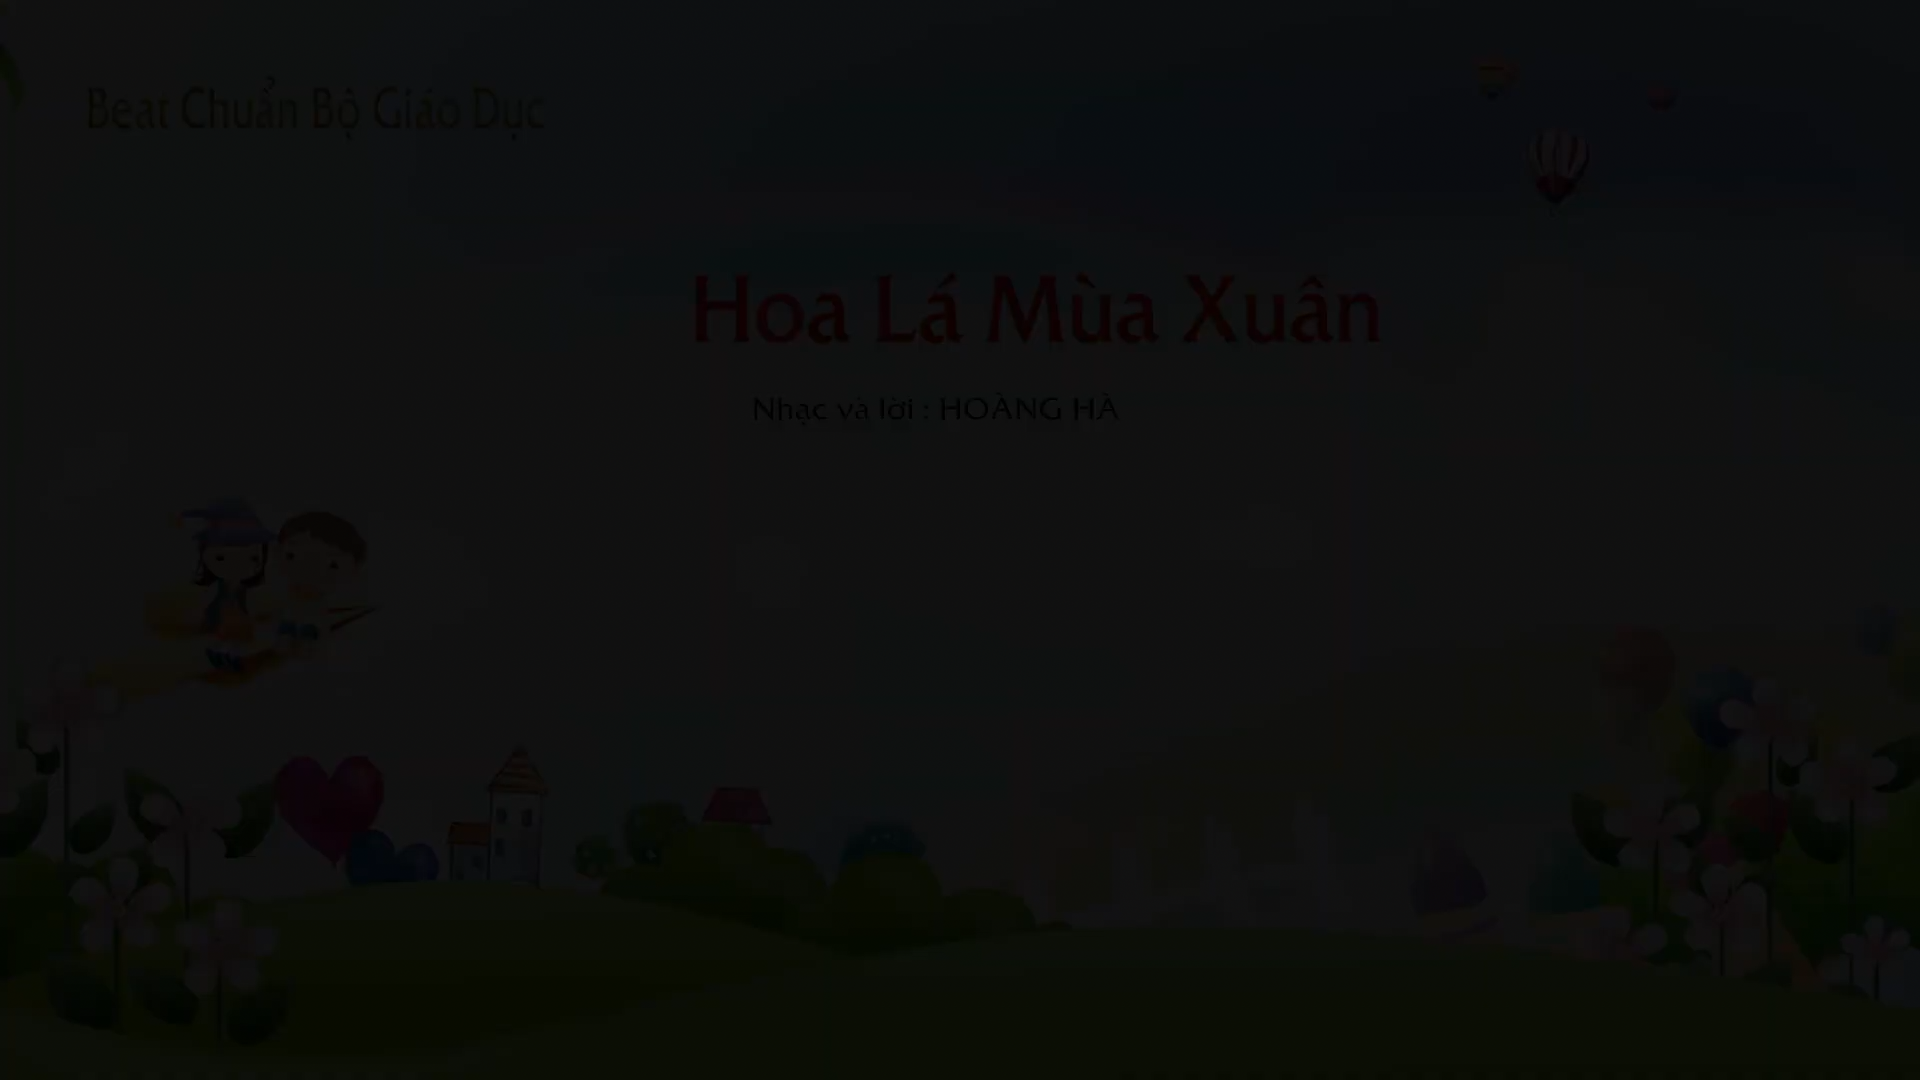 Beat Chuẩn Bộ Giáo Dục
Hoa Lá Mùa Xuân
Nhạc và lời : HOÀNG HÀ